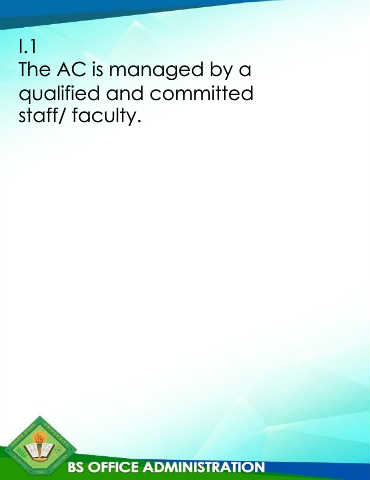 I.1
The AC is managed by a
qualified and committed
staff/ faculty.
BS OFFICE ADMINISTRATION